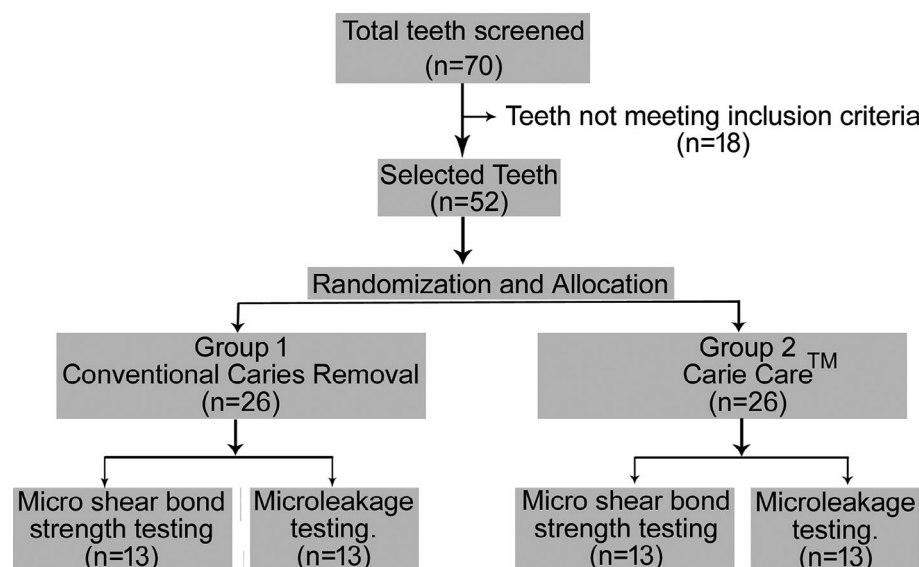 Total teeth screened
(n=70)
Teeth not meeting inclusion criteria
(n=18)
Selected Teeth
(n=52)
Randomization and Allocation
Group 1
Conventional Caries Removal
(n=26)
Group 2
Carie Care™
(n=26)
Micro shear bond
strength testing
(n=13)
Microleakage
testing.
(n=13)
Micro shear bond
strength testing
(n=13)
Microleakage
testing.
(n=13)